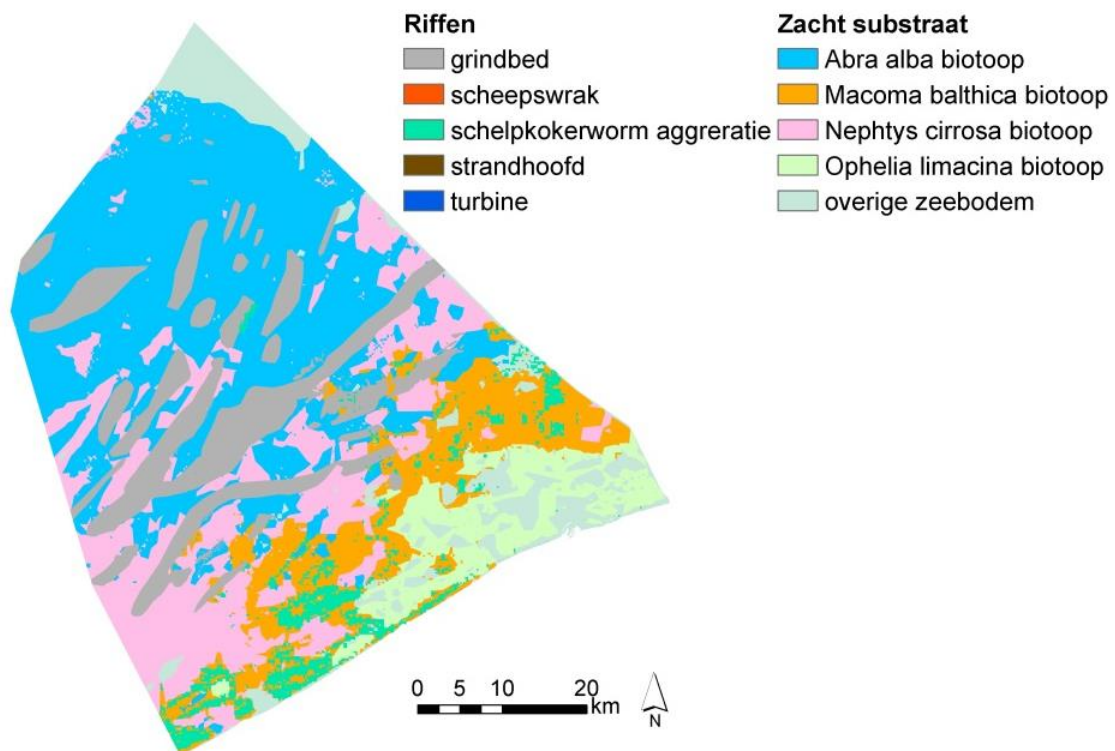 Riffen
grindbed
scheepswrak
schelpkokerworm aggreratie
strandhoofd
turbine
Zacht substraat
Abra alba biotoop
Macoma balthica biotoop
Nephtys cirrosa biotoop
Ophelia limacina biotoop
overige zeebodem
0 5 10 20
km
N